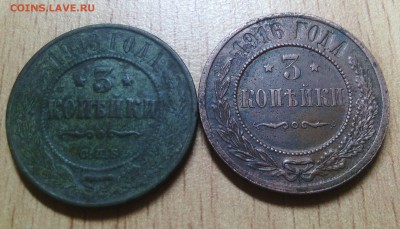 COINS.LAVE.RU
ГОДА
3
КОПѢЙКИ
С.П.Б.
1916 ГОДА
3
КОПѢЙКИ